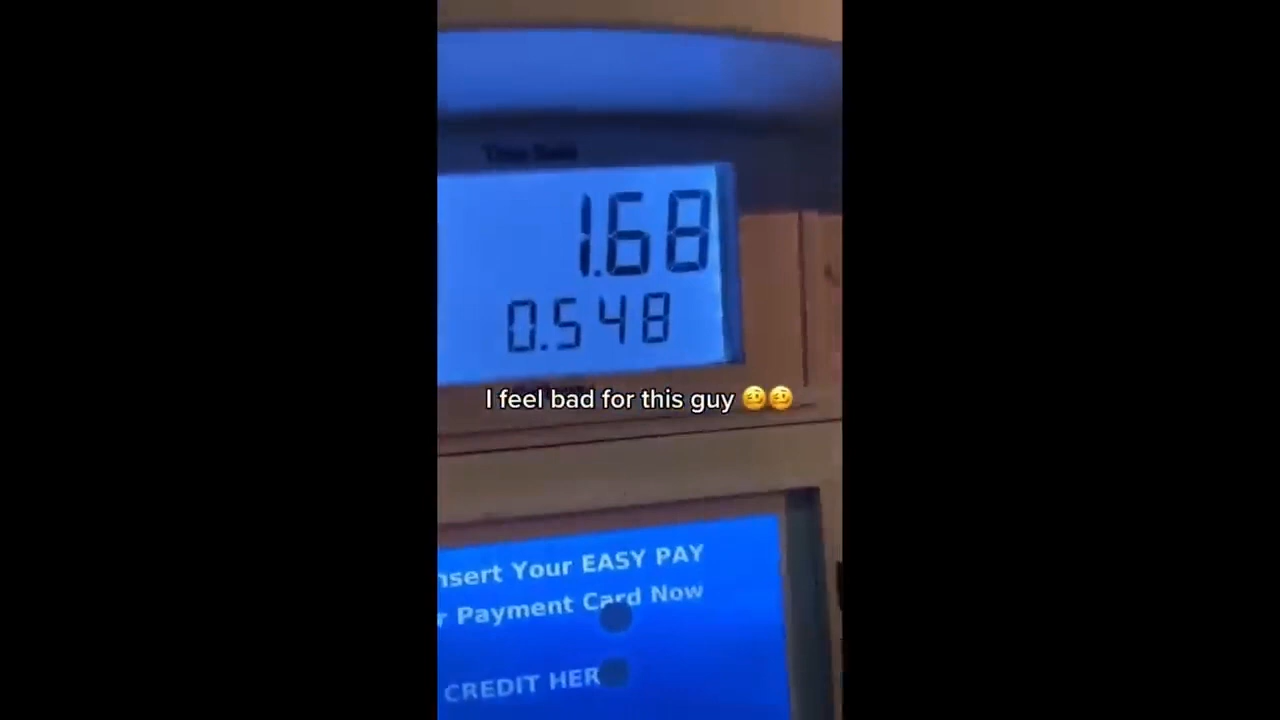 1.68
0.548
I feel bad for this guy 🥴🥴
nsert Your EASY PAY
r Payment Card Now
CREDIT HER